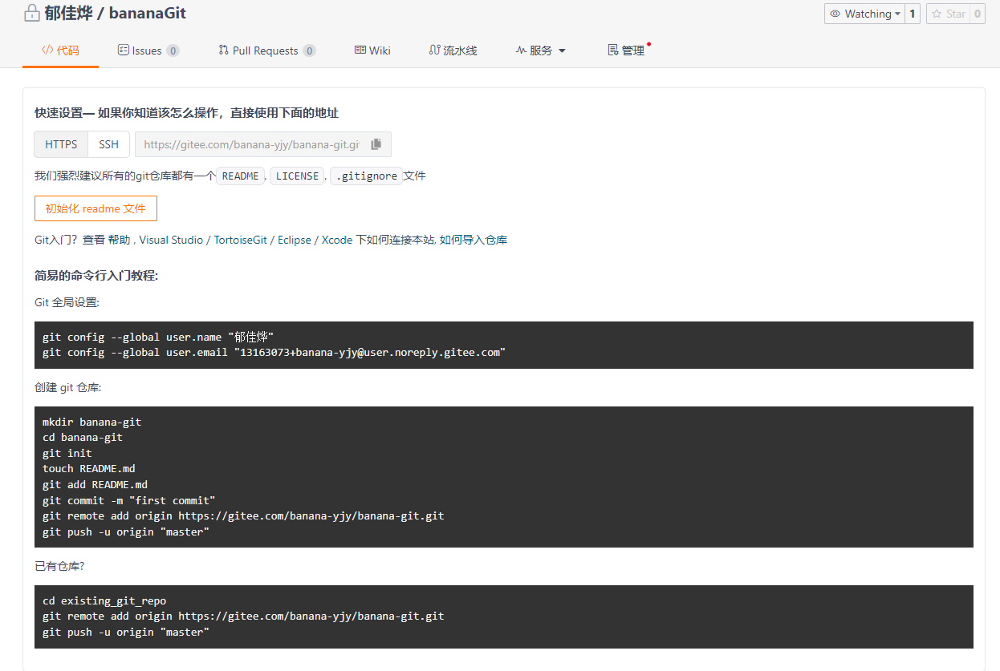 郁佳烨 / bananaGit
Watching 1 Star 0
代码 Issues 0 Pull Requests 0 Wiki 流水线 服务 管理
快速设置— 如果你知道该怎么操作，直接使用下面的地址
HTTPS SSH https://gitee.com/banana-yjy/banana-git.gi
我们强烈建议所有的git仓库都有一个 README , LICENSE , .gitignore 文件
初始化 readme 文件
Git入门？查看 帮助 , Visual Studio / TortoiseGit / Eclipse / Xcode 下如何连接本站, 如何导入仓库
简易的命令行入门教程:
Git 全局设置:
git config --global user.name "郁佳烨"
git config --global user.email "13163073+banana-yjy@user.noreply.gitee.com"
创建 git 仓库:
mkdir banana-git
cd banana-git
git init
touch README.md
git add README.md
git commit -m "first commit"
git remote add origin https://gitee.com/banana-yjy/banana-git.git
git push -u origin "master"
已有仓库?
cd existing_git_repo
git remote add origin https://gitee.com/banana-yjy/banana-git.git
git push -u origin "master"